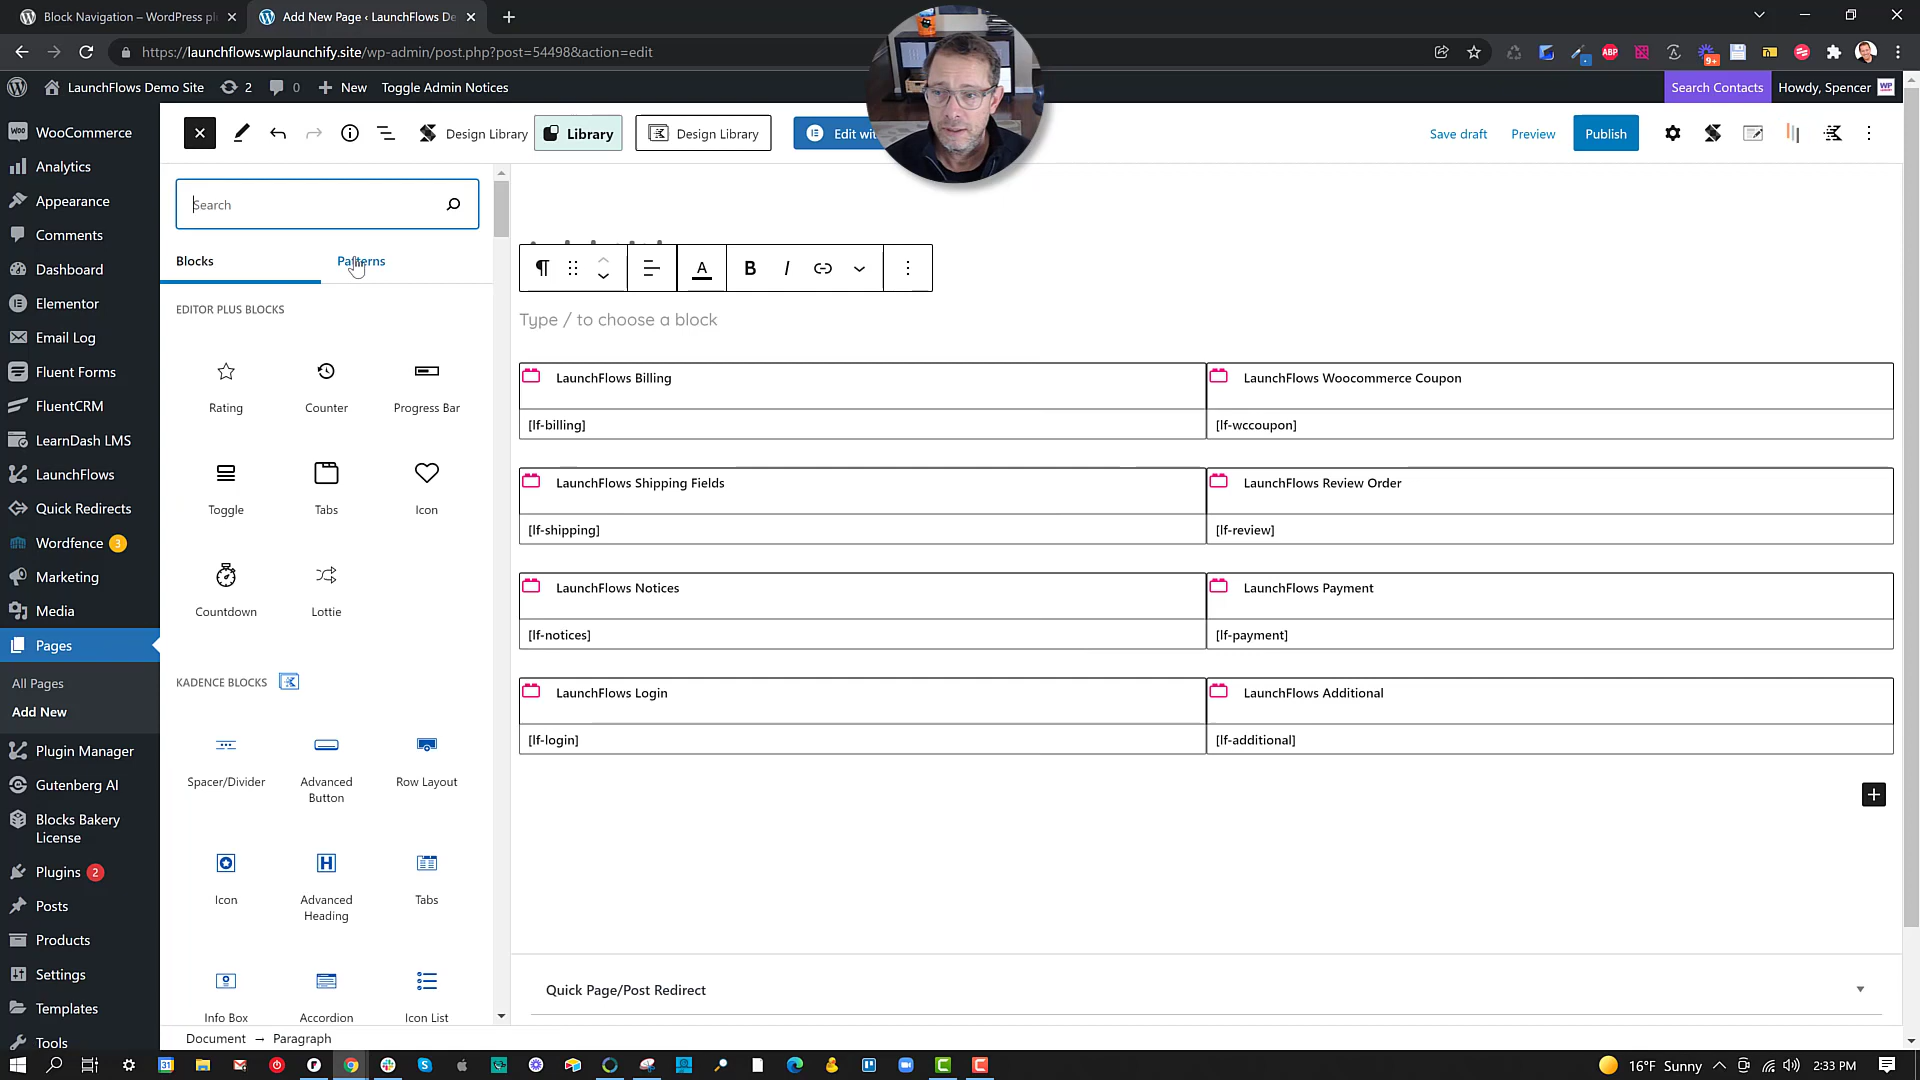 Block Navigation – WordPress pl
Add New Page ‹ LaunchFlows De
https://launchflows.wplaunchify.site/wp-admin/post.php?post=54498&action=edit
ABP
9+
LaunchFlows Demo Site
2
0
New
Toggle Admin Notices
Search Contacts
Howdy, Spencer
WooCommerce
Analytics
Appearance
Comments
Dashboard
Elementor
Email Log
Fluent Forms
FluentCRM
LearnDash LMS
LaunchFlows
Quick Redirects
Wordfence 3
Marketing
Media
Pages
All Pages
Add New
Plugin Manager
Gutenberg AI
Blocks Bakery
License
Plugins 2
Posts
Products
Settings
Templates
Tools
Design Library
Library
Design Library
Edit wit
Save draft
Preview
Publish
Search
Blocks
Patterns
EDITOR PLUS BLOCKS
Rating
Counter
Progress Bar
Toggle
Tabs
Icon
Countdown
Lottie
KADENCE BLOCKS
Spacer/Divider
Advanced
Button
Row Layout
Icon
Advanced
Heading
Tabs
Info Box
Accordion
Icon List
A
B
I
Type / to choose a block
LaunchFlows Billing
[lf-billing]
LaunchFlows Woocommerce Coupon
[lf-wccoupon]
LaunchFlows Shipping Fields
[lf-shipping]
LaunchFlows Review Order
[lf-review]
LaunchFlows Notices
[lf-notices]
LaunchFlows Payment
[lf-payment]
LaunchFlows Login
[lf-login]
LaunchFlows Additional
[lf-additional]
Quick Page/Post Redirect
Document → Paragraph
16°F Sunny
2:33 PM